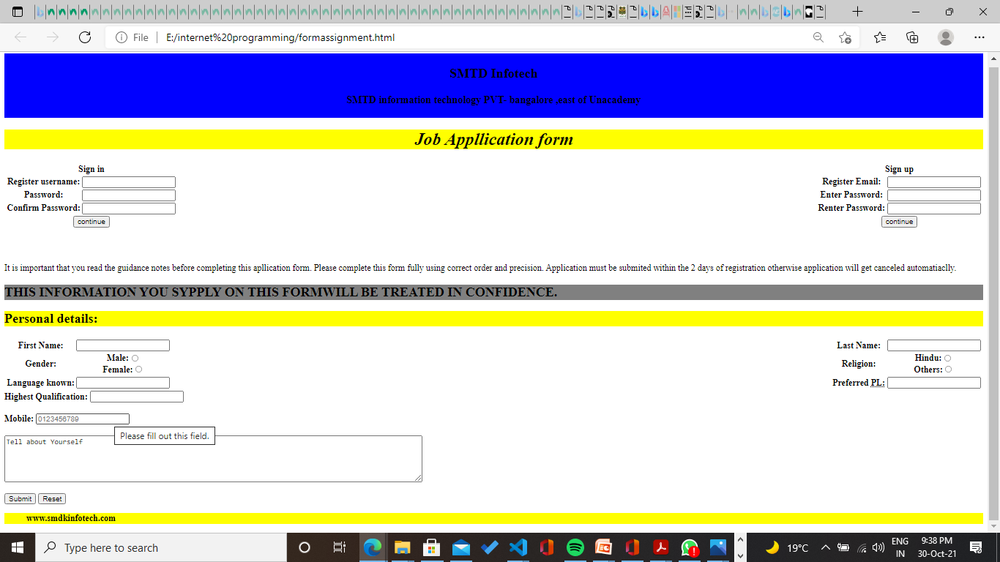 File
E:/internet%20programming/formassignment.html
SMTD Infotech
SMTD information technology PVT bangalore ,east of Unacademy
Job Appllication form
Sign in
Sign up
Register username:
Register Email:
Password:
Enter Password:
Confirm Password:
Renter Password:
continue
continue
It is important that you read the guidance notes before completing this apllication form. Please complete this form fully using correct order and precision. Application must be submited within the 2 days of registration otherwise application will get canceled automatiaclly.
THIS INFORMATION YOU SYPPLY ON THIS FORMWILL BE TREATED IN CONFIDENCE.
Personal details:
First Name:
Last Name:
Gender:
Male:
Female:
Religion:
Hindu:
Others:
Language known:
Preferred PL:
Highest Qualification:
Mobile: 0123456789
Please fill out this field.
Tell about Yourself
Submit Reset
www.smdkinfotech.com
Type here to search
19°C
ENG
IN
9:38 PM
30-Oct-21